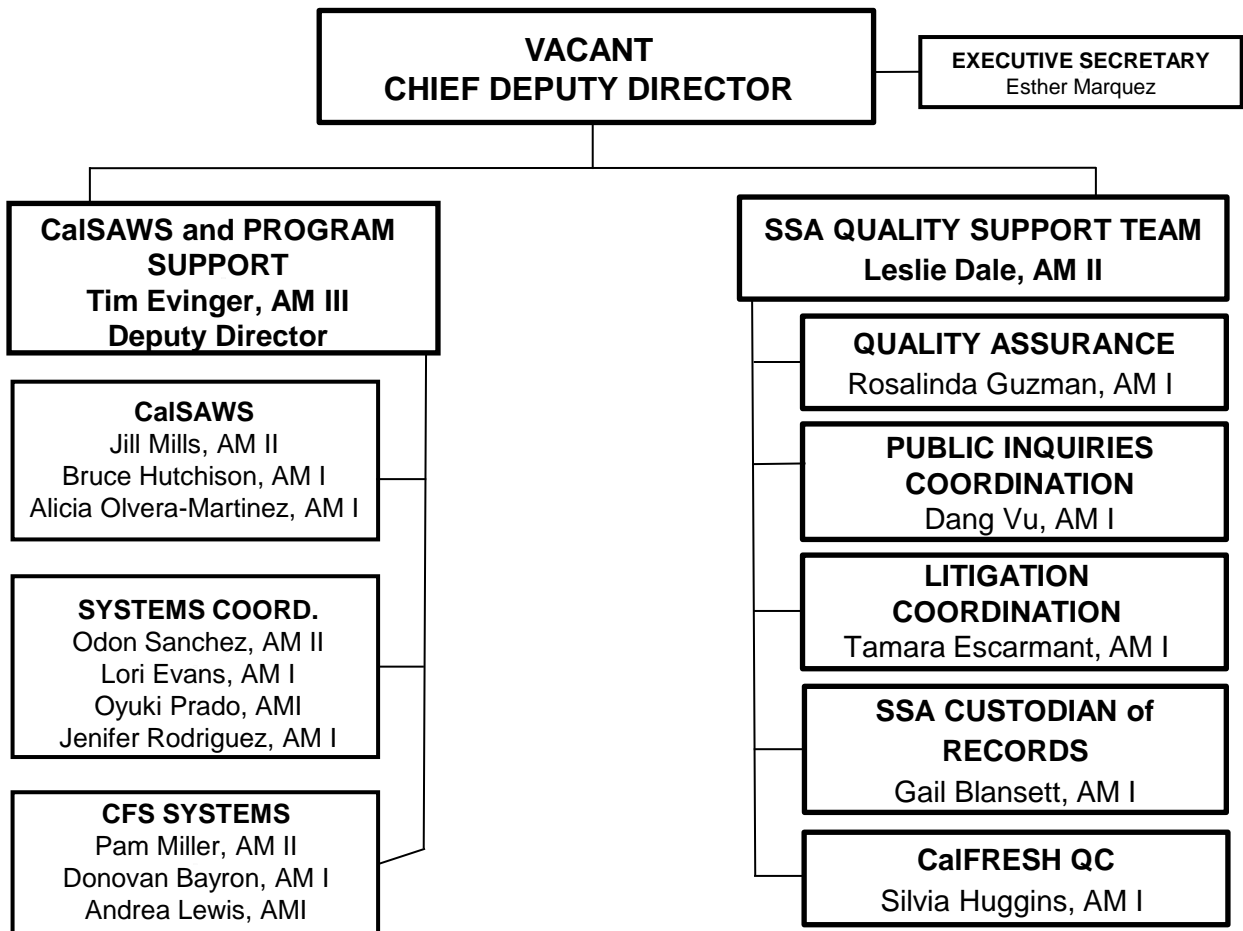 VACANT
CHIEF DEPUTY DIRECTOR
EXECUTIVE SECRETARY
Esther Marquez
CalSAWS and PROGRAM
SUPPORT
Tim Evinger, AM III
Deputy Director
CalSAWS
Jill Mills, AM II
Bruce Hutchison, AM I
Alicia Olvera-Martinez, AM I
SYSTEMS COORD.
Odon Sanchez, AM II
Lori Evans, AM I
Oyuki Prado, AMI
Jenifer Rodriguez, AM I
CFS SYSTEMS
Pam Miller, AM II
Donovan Bayron, AM I
Andrea Lewis, AMI
SSA QUALITY SUPPORT TEAM
Leslie Dale, AM II
QUALITY ASSURANCE
Rosalinda Guzman, AM I
PUBLIC INQUIRIES
COORDINATION
Dang Vu, AM I
LITIGATION
COORDINATION
Tamara Escarmant, AM I
SSA CUSTODIAN of
RECORDS
Gail Blansett, AM I
CalFRESH QC
Silvia Huggins, AM I